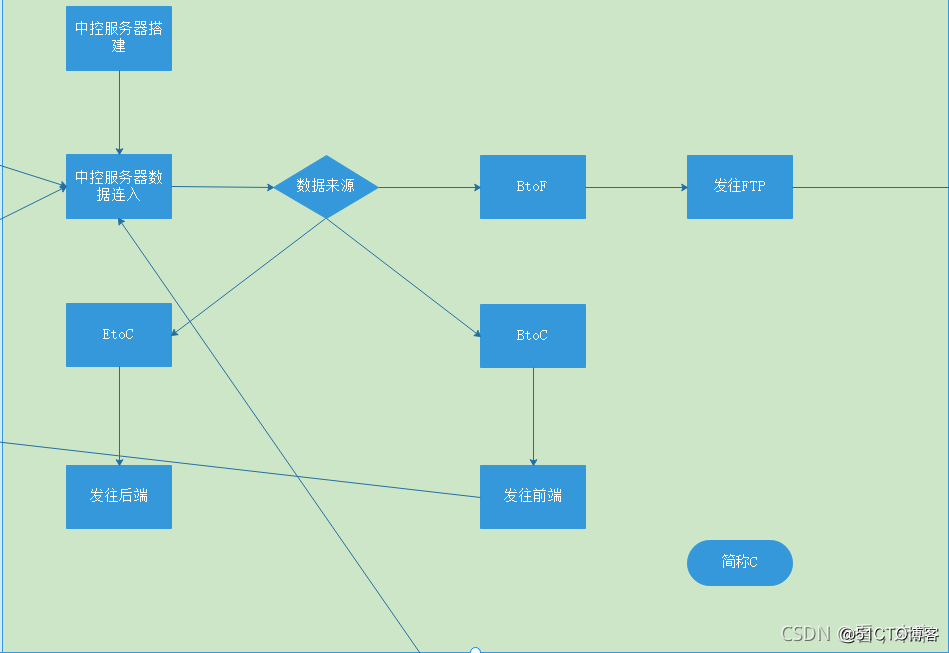 中控服务器搭
建
中控服务器数
据连入
数据来源
BtoF
发往FTP
EtoC
BtoC
发往后端
发往前端
简称C
CSDN @51CTO博客